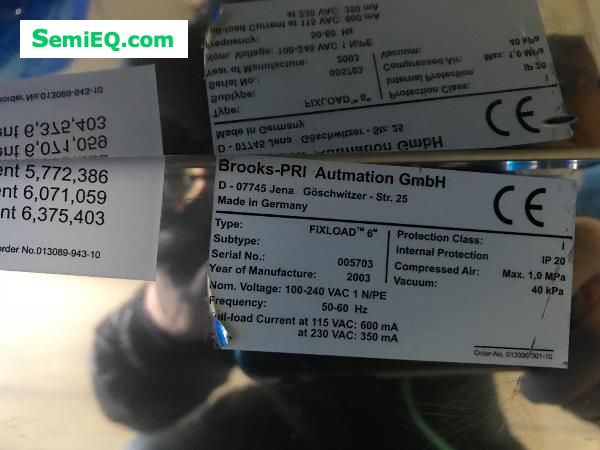 SemiEQ.com
ent 5,772,386
ent 6,071,059
ent 6,375,403
order No.013089-943-10
Brooks-PRI Autmation GmbH
D - 07745 Jena Göschwitzer - Str. 25
Made in Germany
Type: FIXLOAD™ 6"
Subtype:
Serial No.: 005703
Year of Manufacture: 2003
Nom. Voltage: 100-240 VAC 1 N/PE
Frequency: 50-60 Hz
Full-load Current at 115 VAC: 600 mA
at 230 VAC: 350 mA
Protection Class: I
Internal Protection IP 20
Compressed Air: Max. 1,0 MPa
Vacuum: 40 kPa
CE
Order-No. 013096-301-10